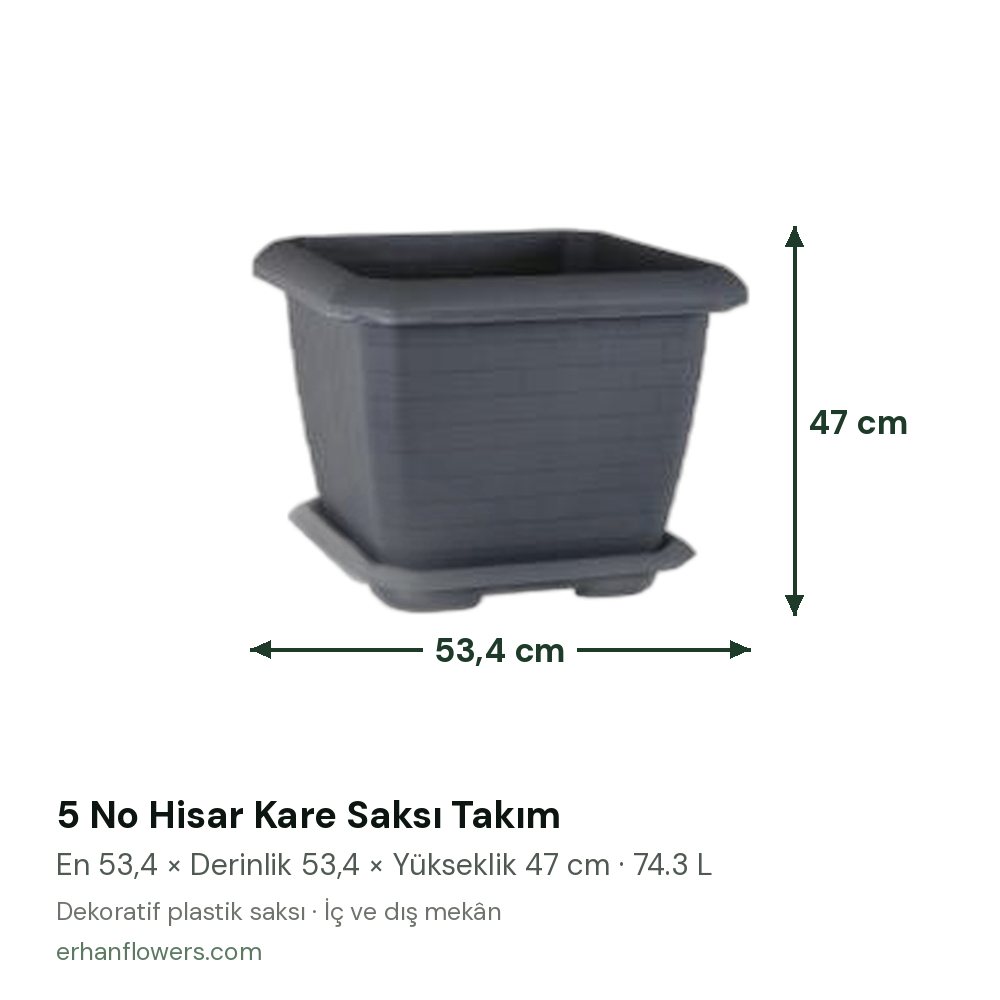 47 cm
53,4 cm
5 No Hisar Kare Saksı Takım
En 53,4 × Derinlik 53,4 × Yükseklik 47 cm · 74.3 L
Dekoratif plastik saksı · İç ve dış mekân
erhanflowers.com